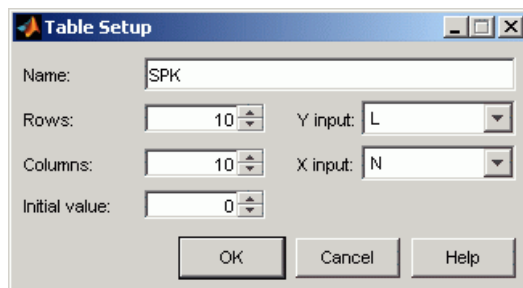 Table Setup
Name: SPK
Rows: 10 Y input: L
Columns: 10 X input: N
Initial value: 0
OK Cancel Help